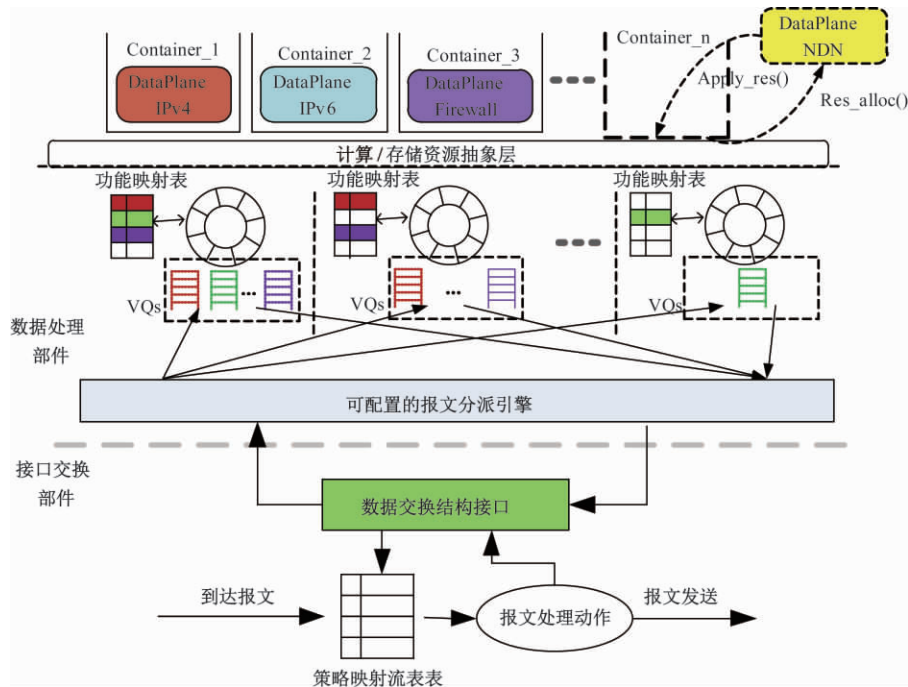 Container_1
DataPlane
IPv4
Container_2
DataPlane
IPv6
Container_3
DataPlane
Firewall
Container_n
DataPlane
NDN
Apply_res()
Res_alloc()
计算/存储资源抽象层
功能映射表
功能映射表
功能映射表
VQs
VQs
VQs
数据处理
部件
可配置的报文分派引擎
接口交换
部件
数据交换结构接口
到达报文
报文处理动作
报文发送
策略映射流表表